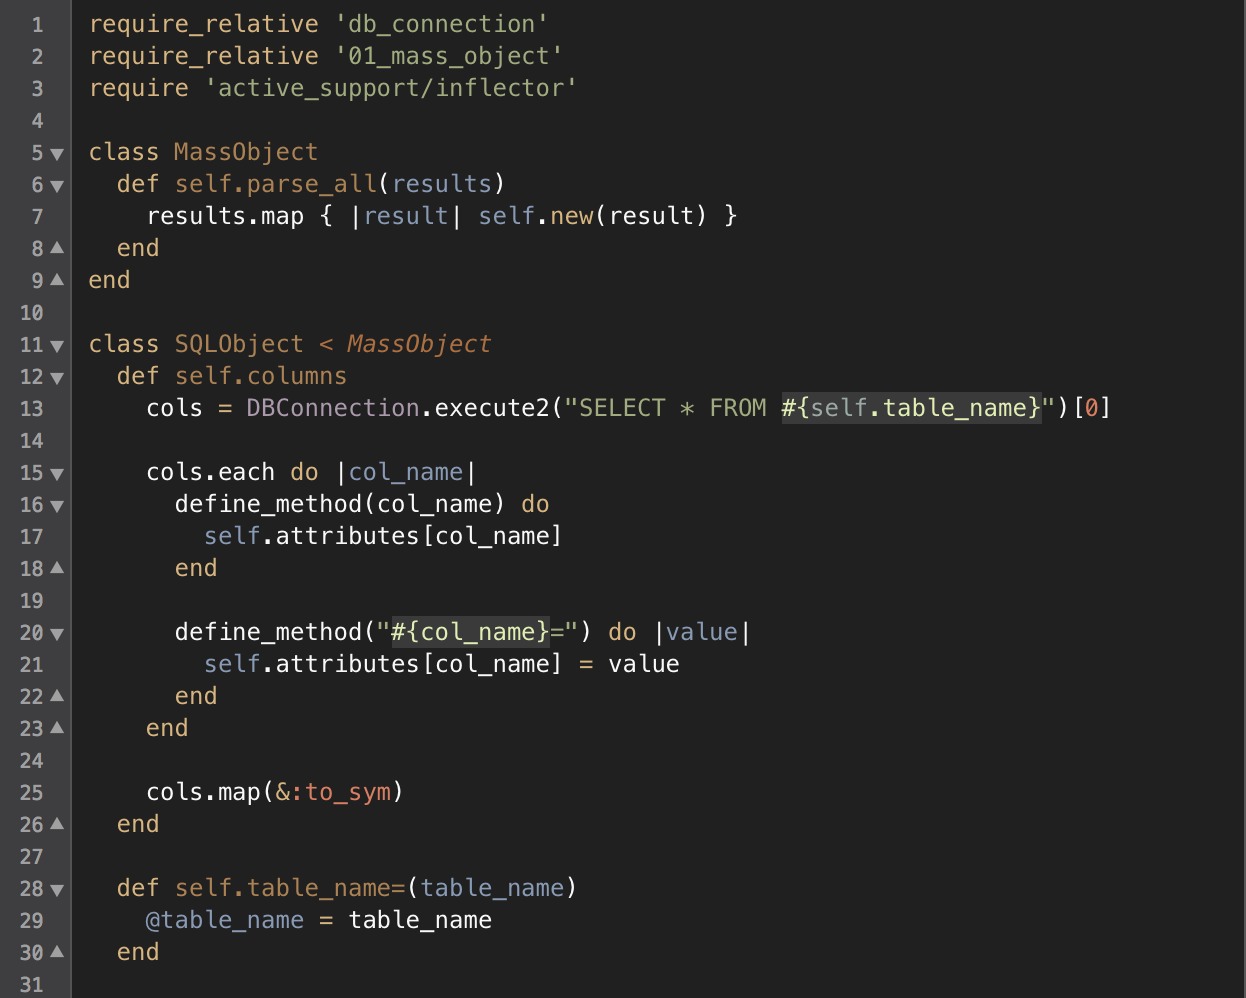 1 require_relative 'db_connection'
2 require_relative '01_mass_object'
3 require 'active_support/inflector'
4
5 class MassObject
6   def self.parse_all(results)
7     results.map { |result| self.new(result) }
8   end
9 end
10
11 class SQLObject < MassObject
12   def self.columns
13     cols = DBConnection.execute2("SELECT * FROM #{self.table_name}")[0]
14
15     cols.each do |col_name|
16       define_method(col_name) do
17         self.attributes[col_name]
18       end
19
20       define_method("#{col_name}=") do |value|
21         self.attributes[col_name] = value
22       end
23     end
24
25     cols.map(&:to_sym)
26   end
27
28   def self.table_name=(table_name)
29     @table_name = table_name
30   end
31